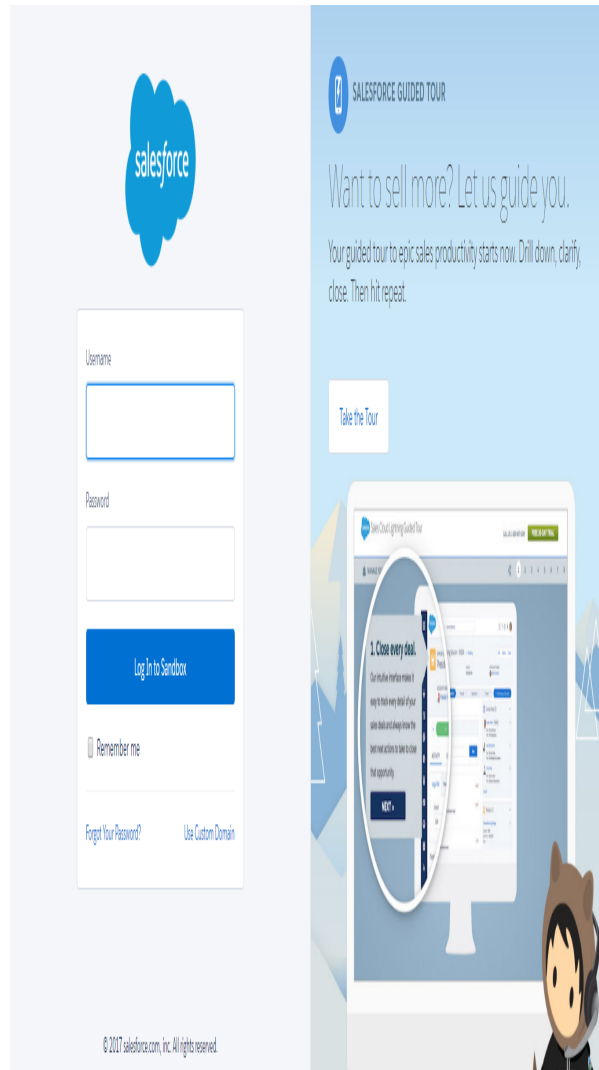 salesforce
Username
Password
Log In to Sandbox
Remember me
Forgot Your Password?
Use Custom Domain
© 2017 salesforce.com, inc. All rights reserved.
SALESFORCE GUIDED TOUR
Want to sell more? Let us guide you.
Your guided tour to epic sales productivity starts now. Drill down, clarify,
close. Then hit repeat.
Take the Tour
Sales Cloud Lightning Guided Tour
1. Close every deal.
Our intuitive interface makes it
easy to track every detail of your
sales deals and always know the
best next actions to take to close
that opportunity.
NEXT »